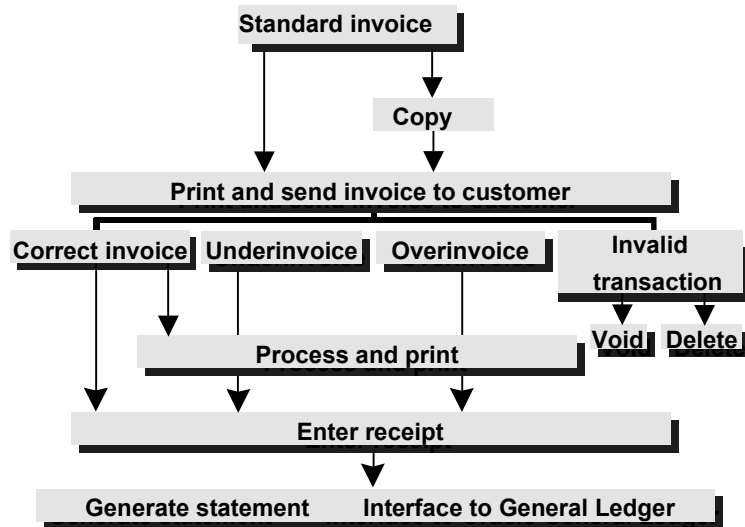 Standard invoice
Copy
Print and send invoice to customer
Correct invoice Underinvoice Overinvoice Invalid
transaction
Void Delete
Process and print
Enter receipt
Generate statement Interface to General Ledger